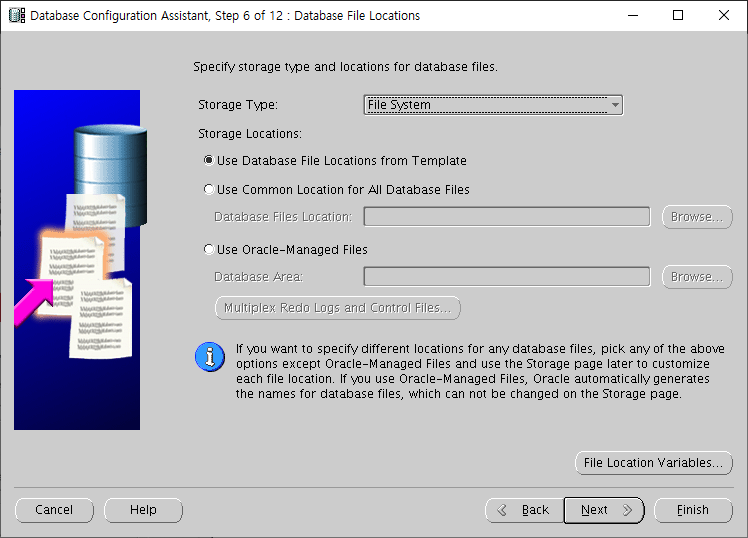 Database Configuration Assistant, Step 6 of 12 : Database File Locations
Specify storage type and locations for database files.
Storage Type: File System
Storage Locations:
Use Database File Locations from Template
Use Common Location for All Database Files
Database Files Location: Browse...
Use Oracle-Managed Files
Database Area: Browse...
Multiplex Redo Logs and Control Files...
If you want to specify different locations for any database files, pick any of the above
options except Oracle-Managed Files and use the Storage page later to customize
each file location. If you use Oracle-Managed Files, Oracle automatically generates
the names for database files, which can not be changed on the Storage page.
File Location Variables...
Cancel Help Back Next Finish